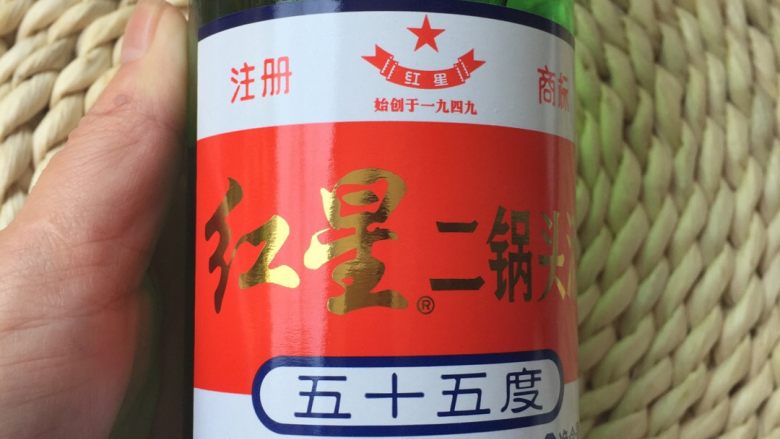 红星
注册 商标
始创于一九四九
红星® 二锅头酒
五十五度